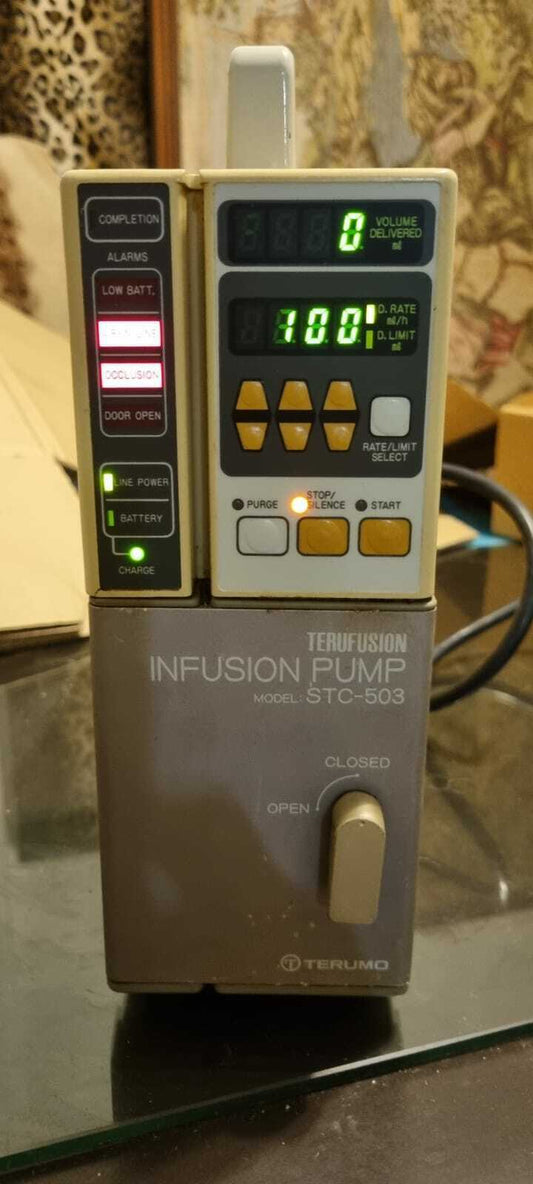 COMPLETION
ALARMS
LOW BATT.
OCCLUSION
DOOR OPEN
LINE POWER
BATTERY
CHARGE
0
VOLUME
DELIVERED
ml
100
D. RATE
ml/h
D. LIMIT
ml
RATE/LIMIT
SELECT
PURGE
STOP/
SILENCE
START
TERUFUSION
INFUSION PUMP
MODEL: STC-503
CLOSED
OPEN
TERUMO